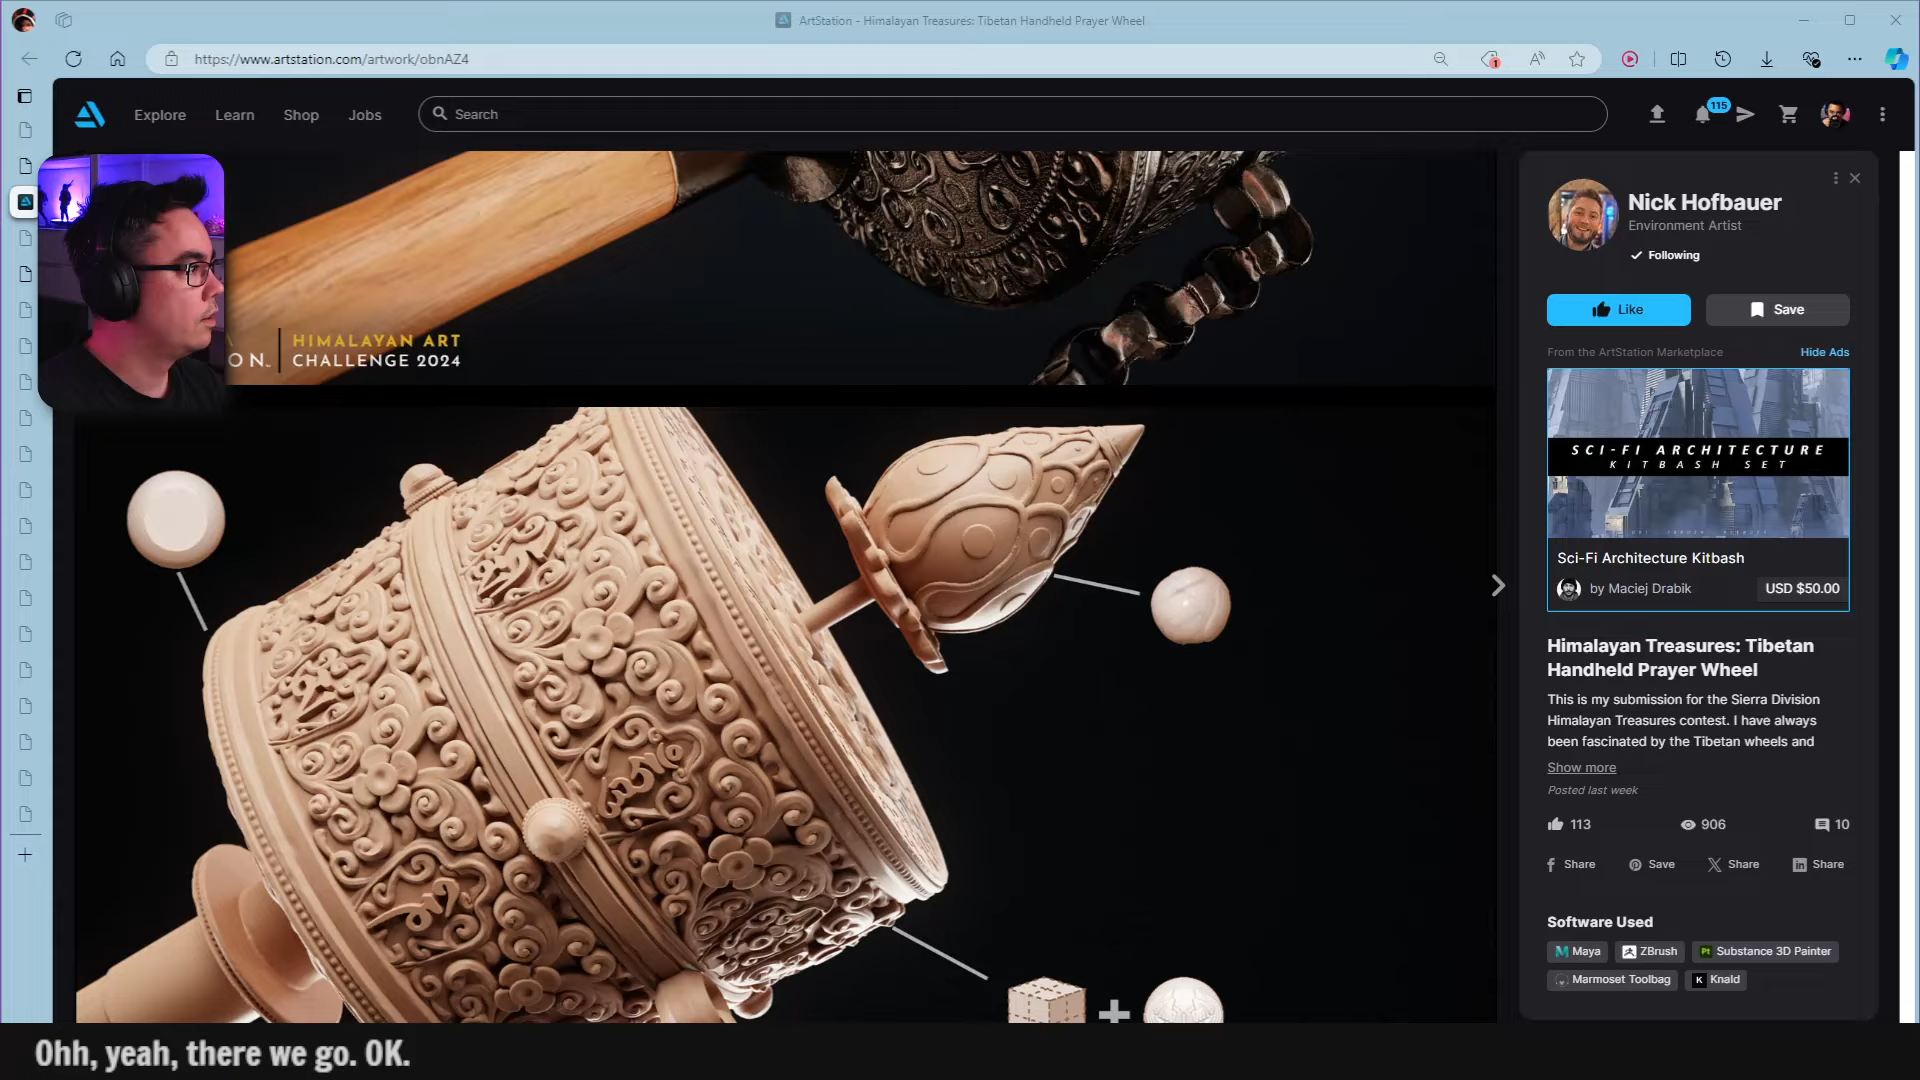 ArtStation - Himalayan Treasures: Tibetan Handheld Prayer Wheel
https://www.artstation.com/artwork/obnAZ4
1
Explore
Learn
Shop
Jobs
Search
115
ON.
HIMALAYAN ART
CHALLENGE 2024
Nick Hofbauer
Environment Artist
Following
Like
Save
From the ArtStation Marketplace
Hide Ads
SCI-FI ARCHITECTURE
KITBASH SET
Sci-Fi Architecture Kitbash
by Maciej Drabik
USD $50.00
Himalayan Treasures: Tibetan
Handheld Prayer Wheel
This is my submission for the Sierra Division
Himalayan Treasures contest. I have always
been fascinated by the Tibetan wheels and
Show more
Posted last week
113
906
10
Share
Save
Share
Share
Software Used
Maya
ZBrush
Pt Substance 3D Painter
Marmoset Toolbag
K Knald
Ohh, yeah, there we go. OK.